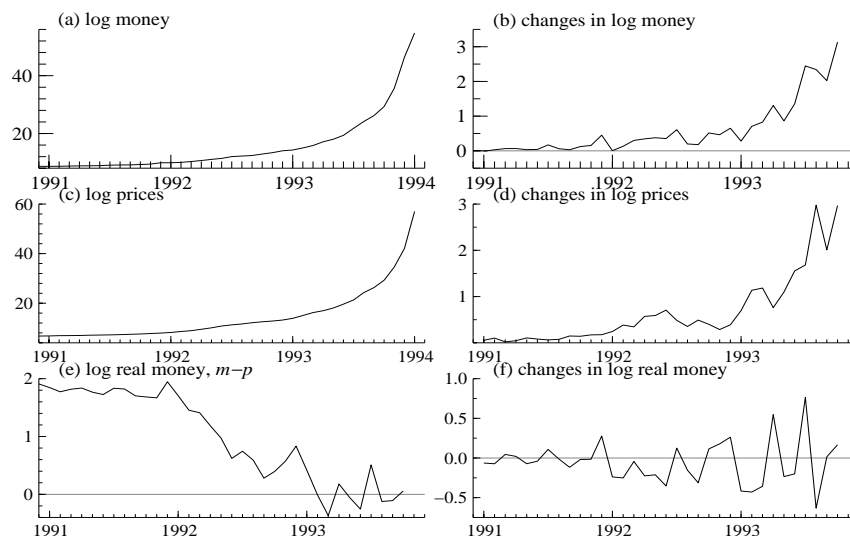 (a) log money
40
20
1991 1992 1993 1994
(b) changes in log money
3
2
1
0
1991 1992 1993
(c) log prices
60
40
20
1991 1992 1993 1994
(d) changes in log prices
3
2
1
1991 1992 1993
(e) log real money, m−p
2
1
0
1991 1992 1993
(f) changes in log real money
1.0
0.5
0.0
−0.5
1991 1992 1993